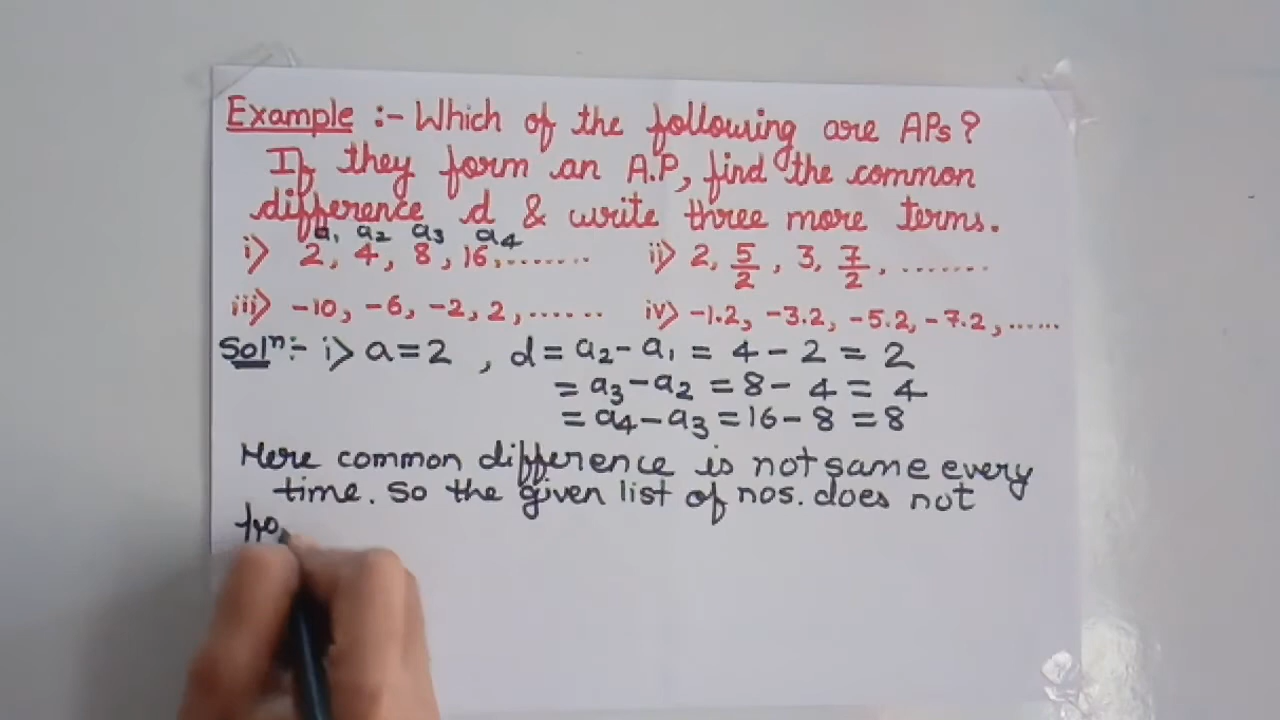 Example :- Which of the following are APs?
If they form an A.P, find the common
difference d & write three more terms.
a₁ a₂ a₃ a₄
i) 2, 4, 8, 16, ....... ii) 2, 5/2, 3, 7/2, .......
iii) -10, -6, -2, 2, ...... iv) -1.2, -3.2, -5.2, -7.2, ......
Solⁿ:- i) a = 2 , d = a₂ - a₁ = 4 - 2 = 2
= a₃ - a₂ = 8 - 4 = 4
= a₄ - a₃ = 16 - 8 = 8
Here common difference is not same every
time. So the given list of nos. does not